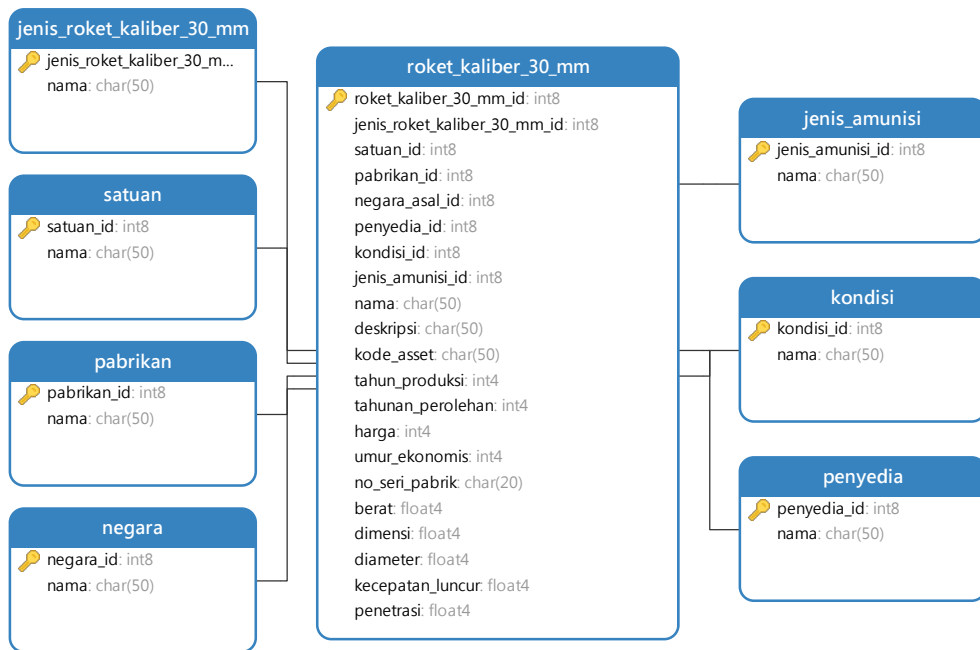 jenis_roket_kaliber_30_mm
jenis_roket_kaliber_30_m...
nama: char(50)
satuan
satuan_id: int8
nama: char(50)
pabrikan
pabrikan_id: int8
nama: char(50)
negara
negara_id: int8
nama: char(50)
roket_kaliber_30_mm
roket_kaliber_30_mm_id: int8
jenis_roket_kaliber_30_mm_id: int8
satuan_id: int8
pabrikan_id: int8
negara_asal_id: int8
penyedia_id: int8
kondisi_id: int8
jenis_amunisi_id: int8
nama: char(50)
deskripsi: char(50)
kode_asset: char(50)
tahun_produksi: int4
tahunan_perolehan: int4
harga: int4
umur_ekonomis: int4
no_seri_pabrik: char(20)
berat: float4
dimensi: float4
diameter: float4
kecepatan_luncur: float4
penetrasi: float4
jenis_amunisi
jenis_amunisi_id: int8
nama: char(50)
kondisi
kondisi_id: int8
nama: char(50)
penyedia
penyedia_id: int8
nama: char(50)